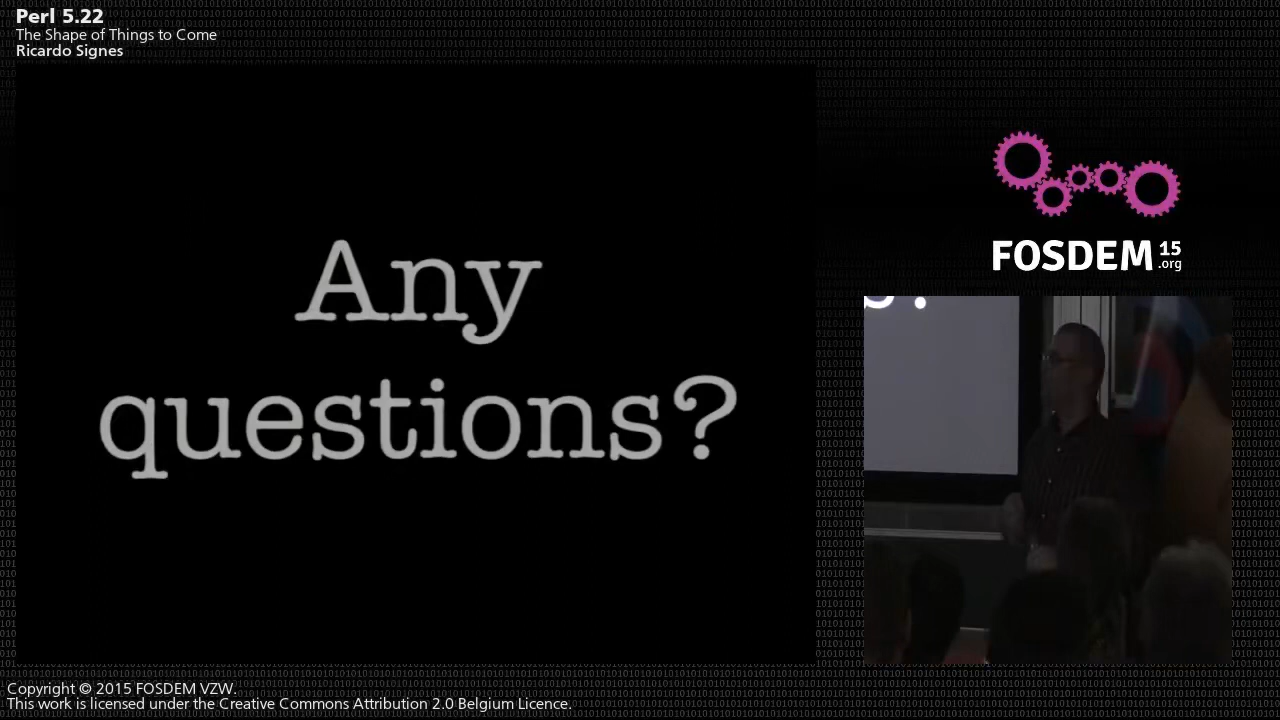 Perl 5.22
The Shape of Things to Come
Ricardo Signes
Any
questions?
FOSDEM 15
.org
Copyright © 2015 FOSDEM VZW.
This work is licensed under the Creative Commons Attribution 2.0 Belgium Licence.